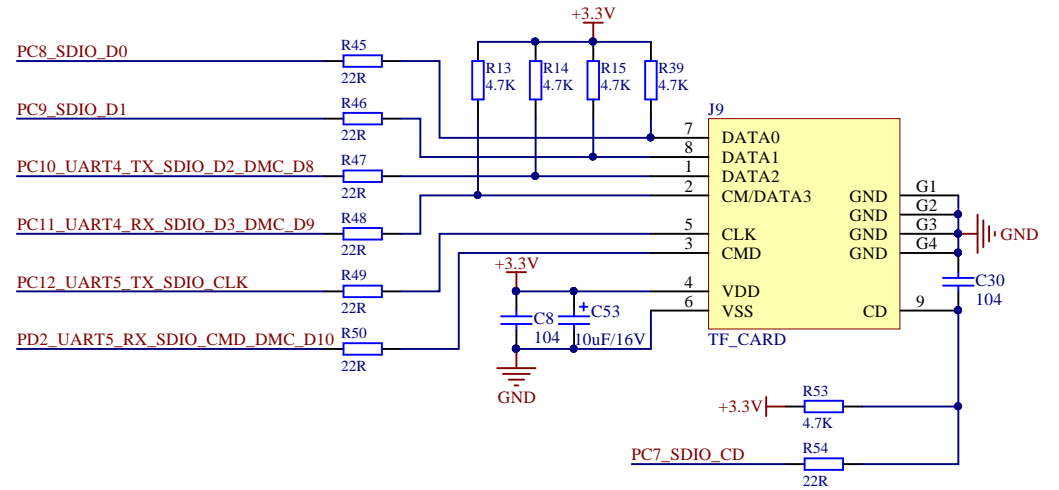 +3.3V
PC8_SDIO_D0
R45
22R
R13
4.7K
R14
4.7K
R15
4.7K
R39
4.7K
PC9_SDIO_D1
R46
22R
J9
7
DATA0
8
DATA1
PC10_UART4_TX_SDIO_D2_DMC_D8
R47
22R
1
DATA2
2
CM/DATA3
GND
G1
GND
G2
PC11_UART4_RX_SDIO_D3_DMC_D9
R48
22R
5
CLK
GND
G3
GND
3
CMD
GND
G4
PC12_UART5_TX_SDIO_CLK
R49
22R
+3.3V
4
VDD
C30
104
6
VSS
CD
9
C8
104
C53
+
10uF/16V
PD2_UART5_RX_SDIO_CMD_DMC_D10
R50
22R
TF_CARD
GND
+3.3V
R53
4.7K
PC7_SDIO_CD
R54
22R